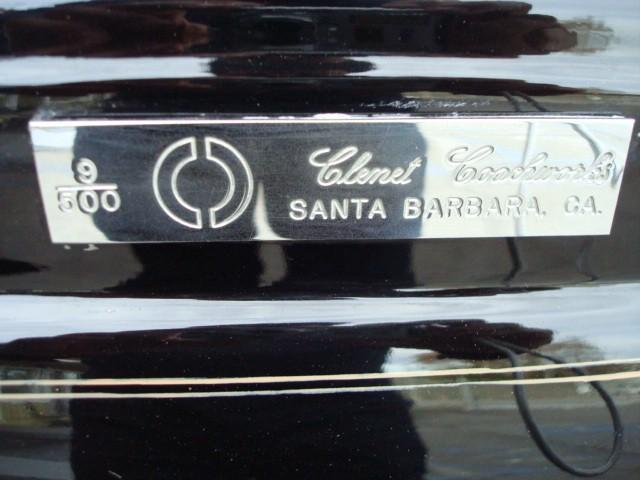 9/500
Clenet Coachworks
SANTA BARBARA, CA.